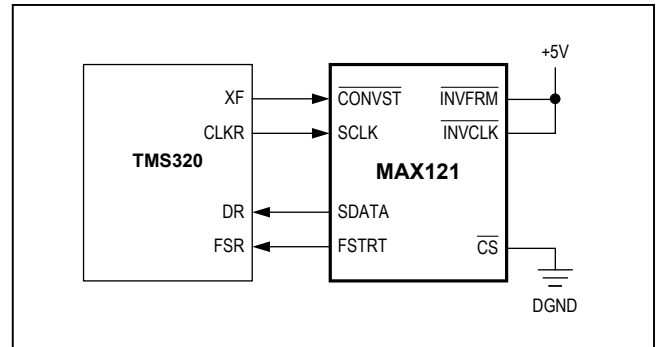 +5V
XF
CONVST
INVFRM
CLKR
SCLK
INVCLK
TMS320
MAX121
DR
SDATA
FSR
FSTRT
CS
DGND